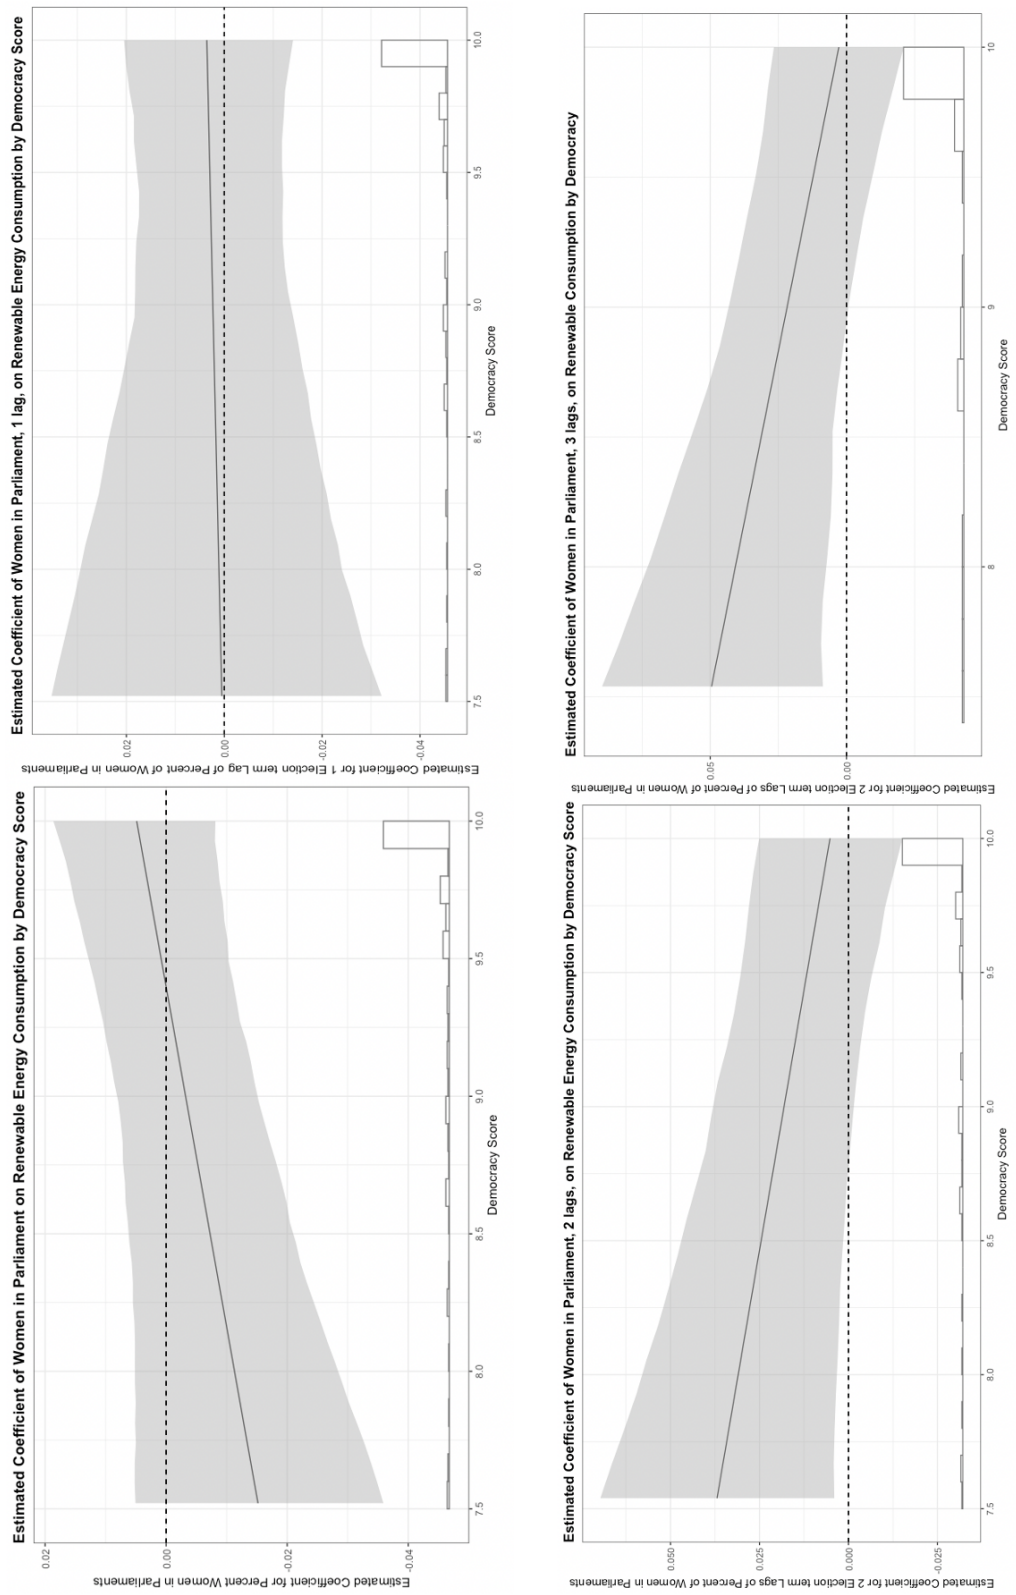 Estimated Coefficient of Women in Parliament on Renewable Energy Consumption by Democracy Score
Estimated Coefficient for Percent Women in Parliaments
0.02
0.00
-0.02
-0.04
7.5
8.0
8.5
9.0
9.5
10.0
Democracy Score
Estimated Coefficient of Women in Parliament, 1 lag, on Renewable Energy Consumption by Democracy Score
Estimated Coefficient for 1 Election term Lag of Percent of Women in Parliaments
0.02
0.00
-0.02
-0.04
7.5
8.0
8.5
9.0
9.5
10.0
Democracy Score
Estimated Coefficient of Women in Parliament, 2 lags, on Renewable Energy Consumption by Democracy Score
Estimated Coefficient for 2 Election term Lags of Percent of Women in Parliaments
0.050
0.025
0.000
-0.025
7.5
8.0
8.5
9.0
9.5
10.0
Democracy Score
Estimated Coefficient of Women in Parliament, 3 lags, on Renewable Consumption by Democracy
Estimated Coefficient for 2 Election term Lags of Percent of Women in Parliaments
0.05
0.00
8
9
10
Democracy Score